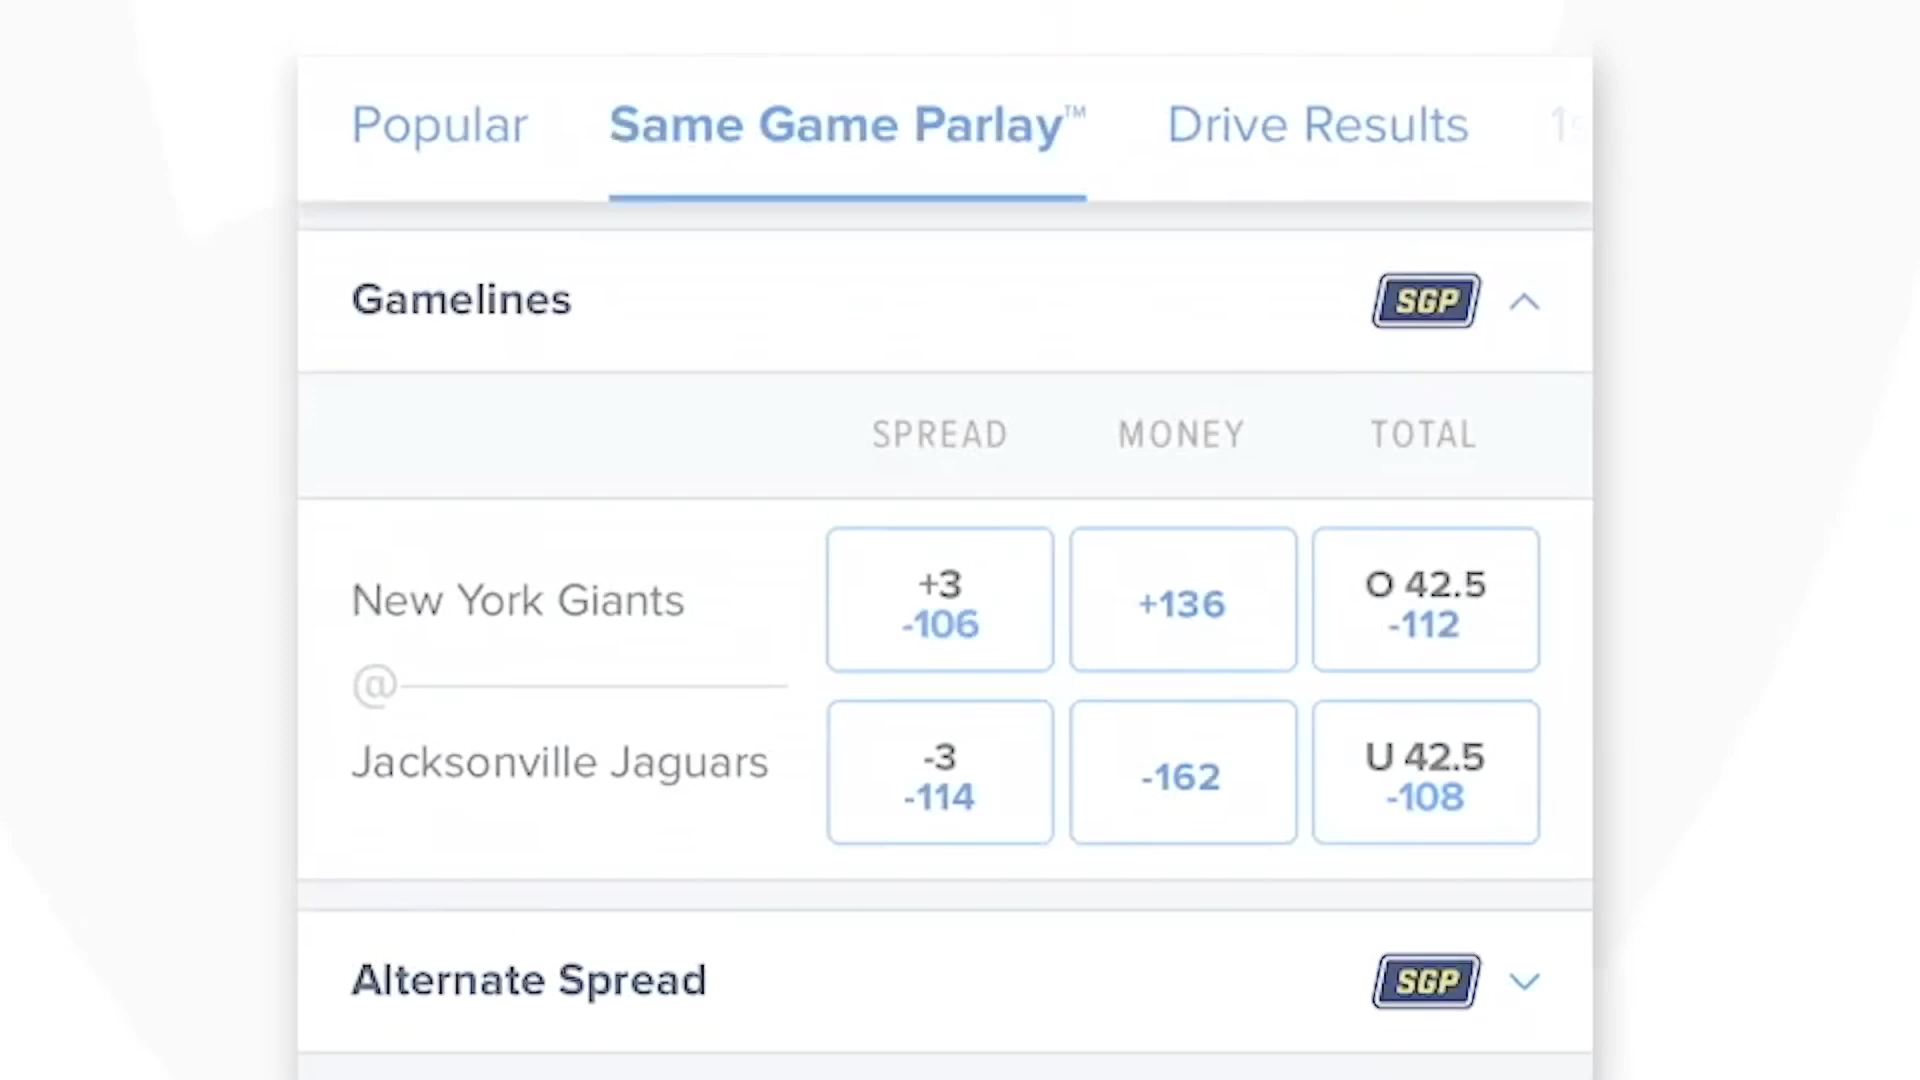 Popular Same Game Parlay™ Drive Results
Gamelines SGP
SPREAD MONEY TOTAL
New York Giants
+3
-106
+136
O 42.5
-112
@
Jacksonville Jaguars
-3
-114
-162
U 42.5
-108
Alternate Spread SGP